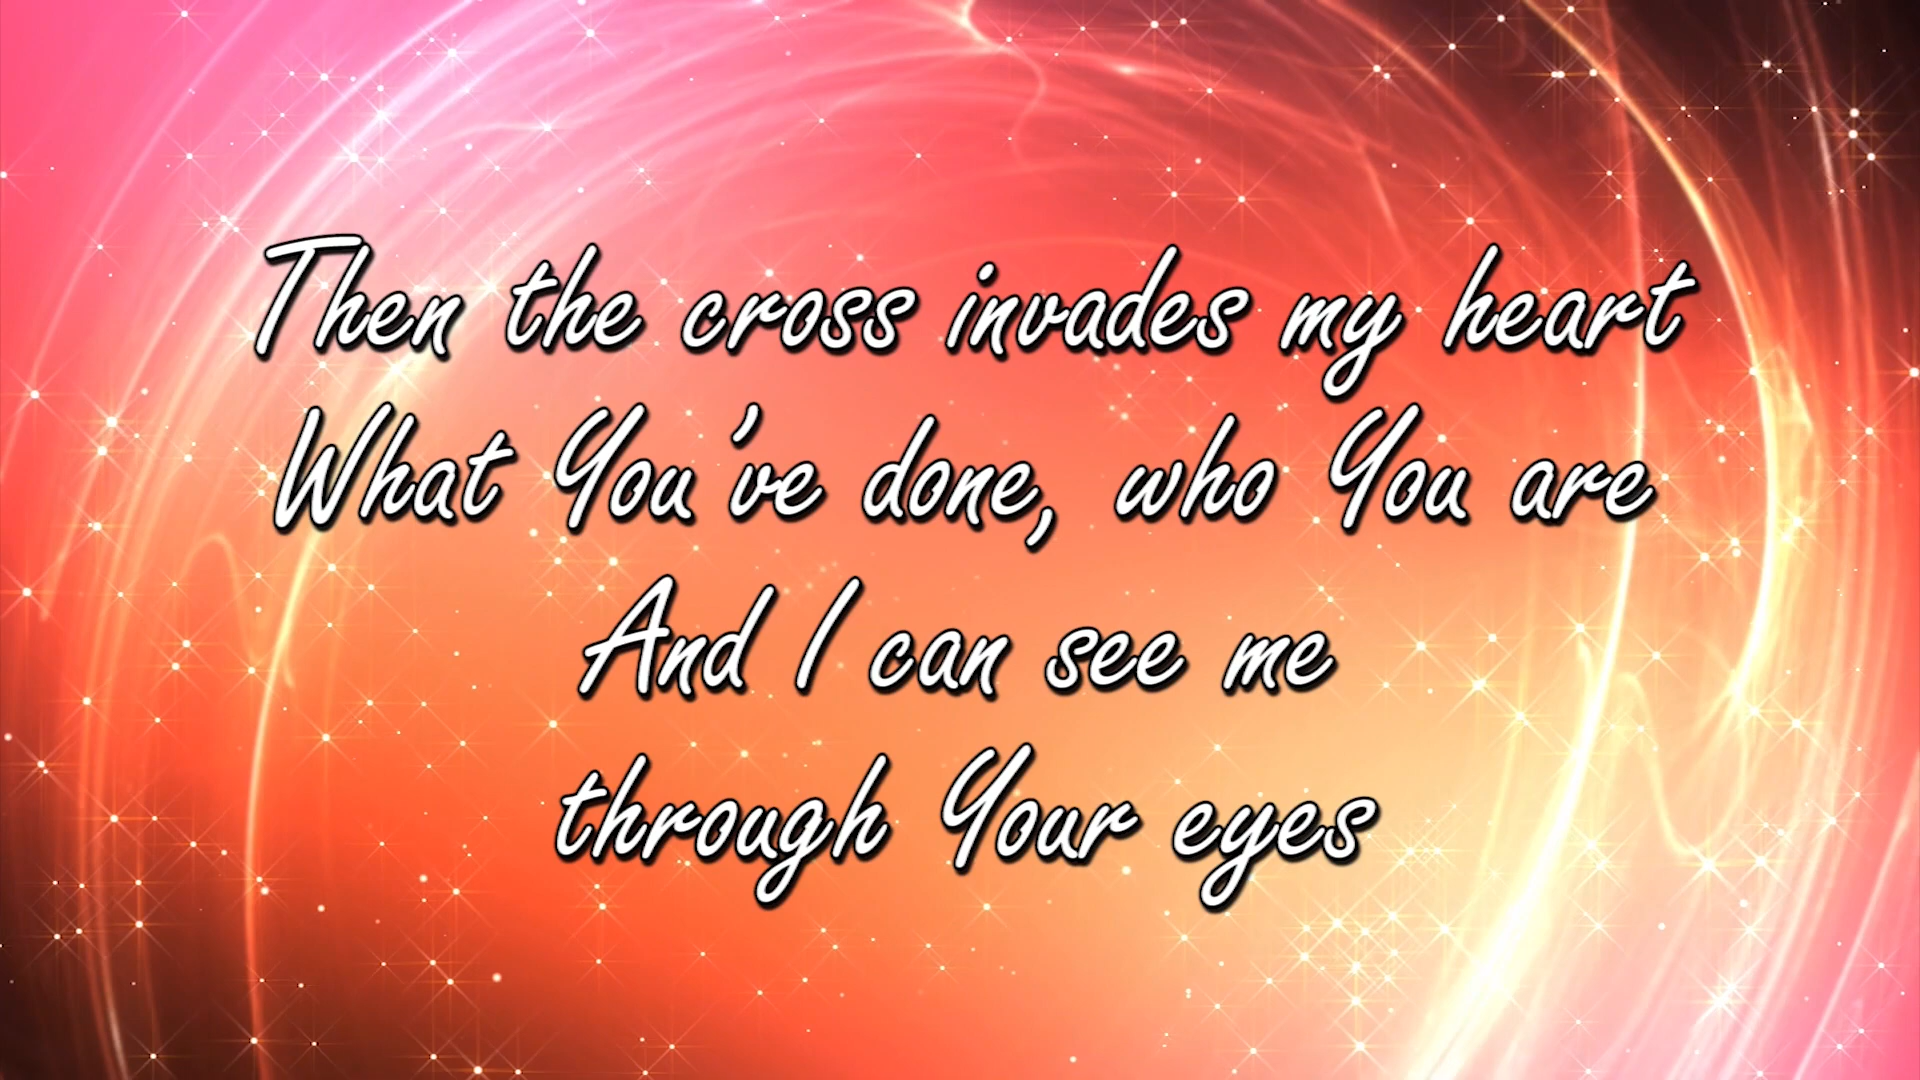 Then the cross invades my heart
What You've done, who You are
And I can see me
through Your eyes